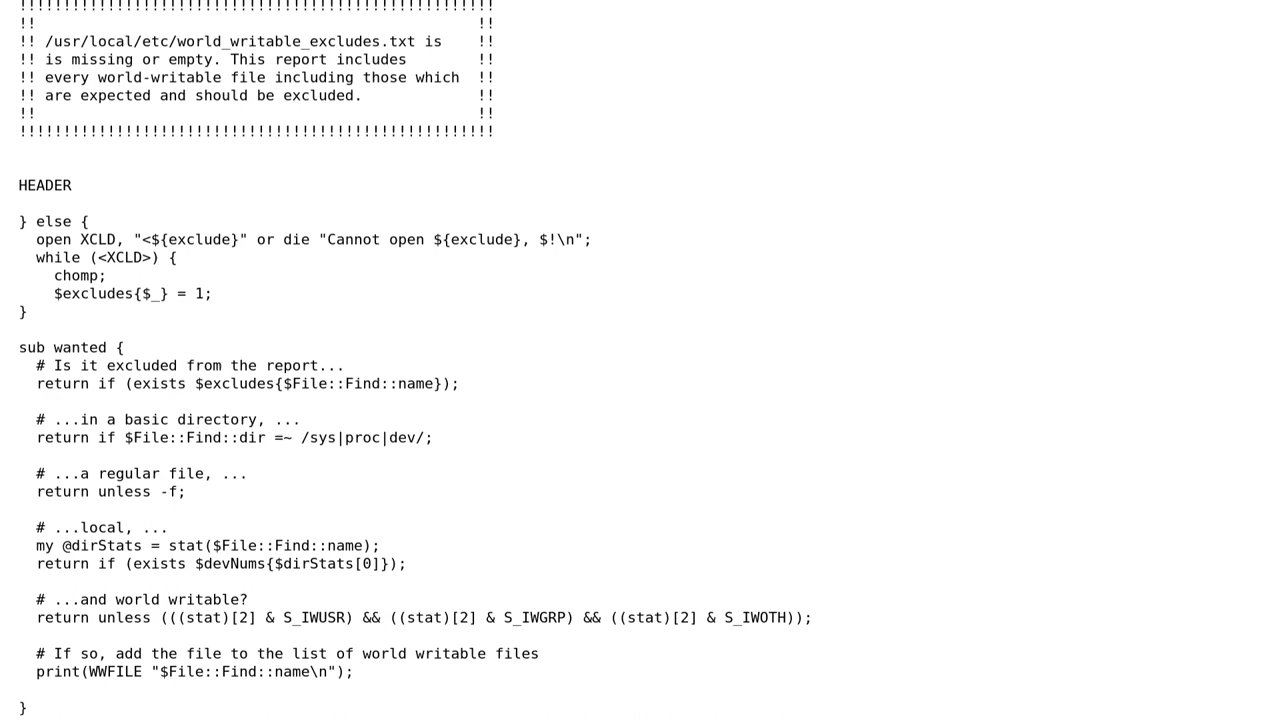 !!!!!!!!!!!!!!!!!!!!!!!!!!!!!!!!!!!!!!!!!!!!!!!!!!!!!!
!!                                                  !!
!! /usr/local/etc/world_writable_excludes.txt is    !!
!! is missing or empty. This report includes        !!
!! every world-writable file including those which  !!
!! are expected and should be excluded.             !!
!!                                                  !!
!!!!!!!!!!!!!!!!!!!!!!!!!!!!!!!!!!!!!!!!!!!!!!!!!!!!!!
HEADER
} else {
  open XCLD, "<${exclude}" or die "Cannot open ${exclude}, $!\n";
  while (<XCLD>) {
    chomp;
    $excludes{$_} = 1;
}
sub wanted {
  # Is it excluded from the report...
  return if (exists $excludes{$File::Find::name});
  # ...in a basic directory, ...
  return if $File::Find::dir =~ /sys|proc|dev/;
  # ...a regular file, ...
  return unless -f;
  # ...local, ...
  my @dirStats = stat($File::Find::name);
  return if (exists $devNums{$dirStats[0]});
  # ...and world writable?
  return unless (((stat)[2] & S_IWUSR) && ((stat)[2] & S_IWGRP) && ((stat)[2] & S_IWOTH));
  # If so, add the file to the list of world writable files
  print(WWFILE "$File::Find::name\n");
}